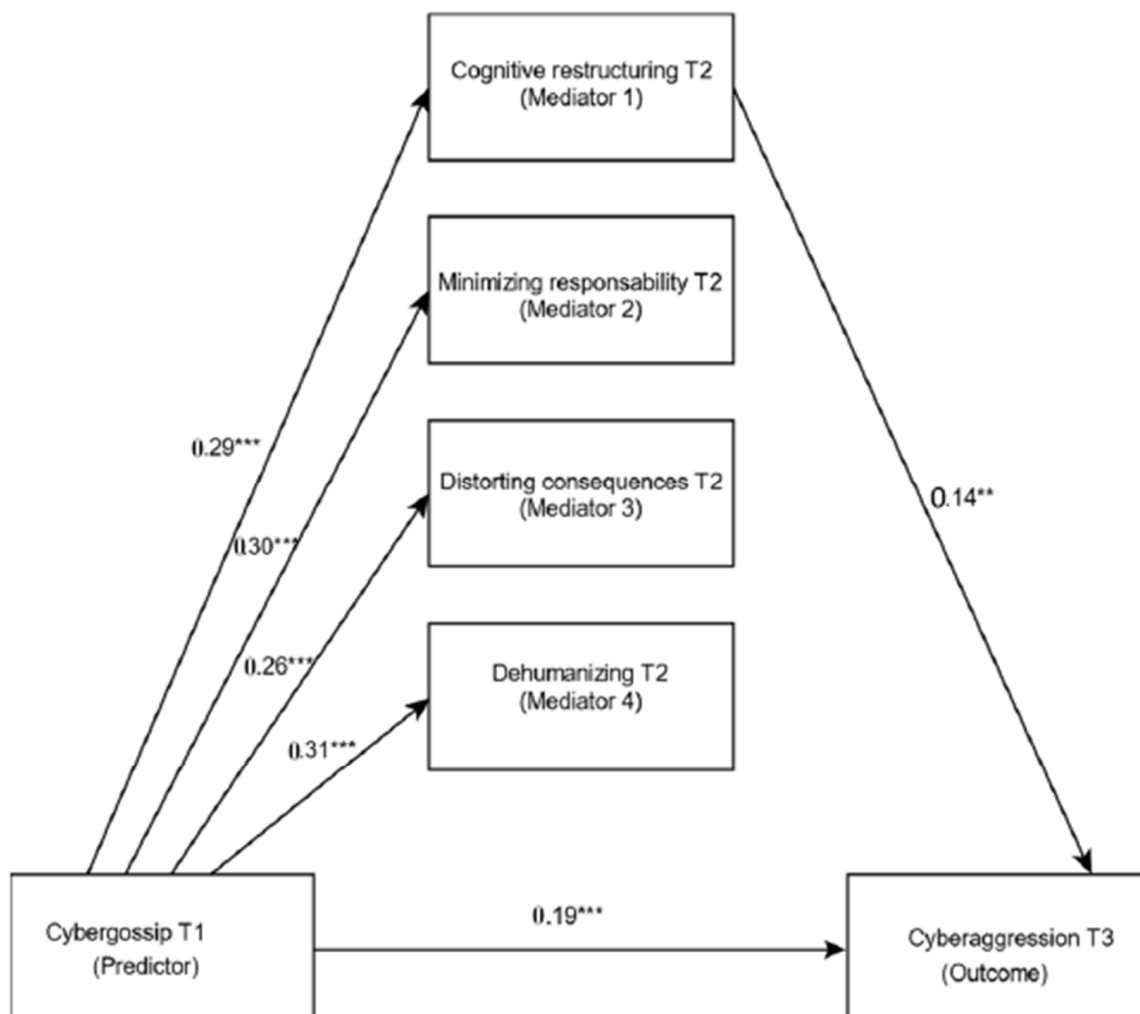 Cognitive restructuring T2
(Mediator 1)
Minimizing responsability T2
(Mediator 2)
0.29***
Distorting consequences T2
(Mediator 3)
0.14**
0.30***
0.26***
Dehumanizing T2
(Mediator 4)
0.31***
0.19***
Cybergossip T1
(Predictor)
Cyberaggression T3
(Outcome)